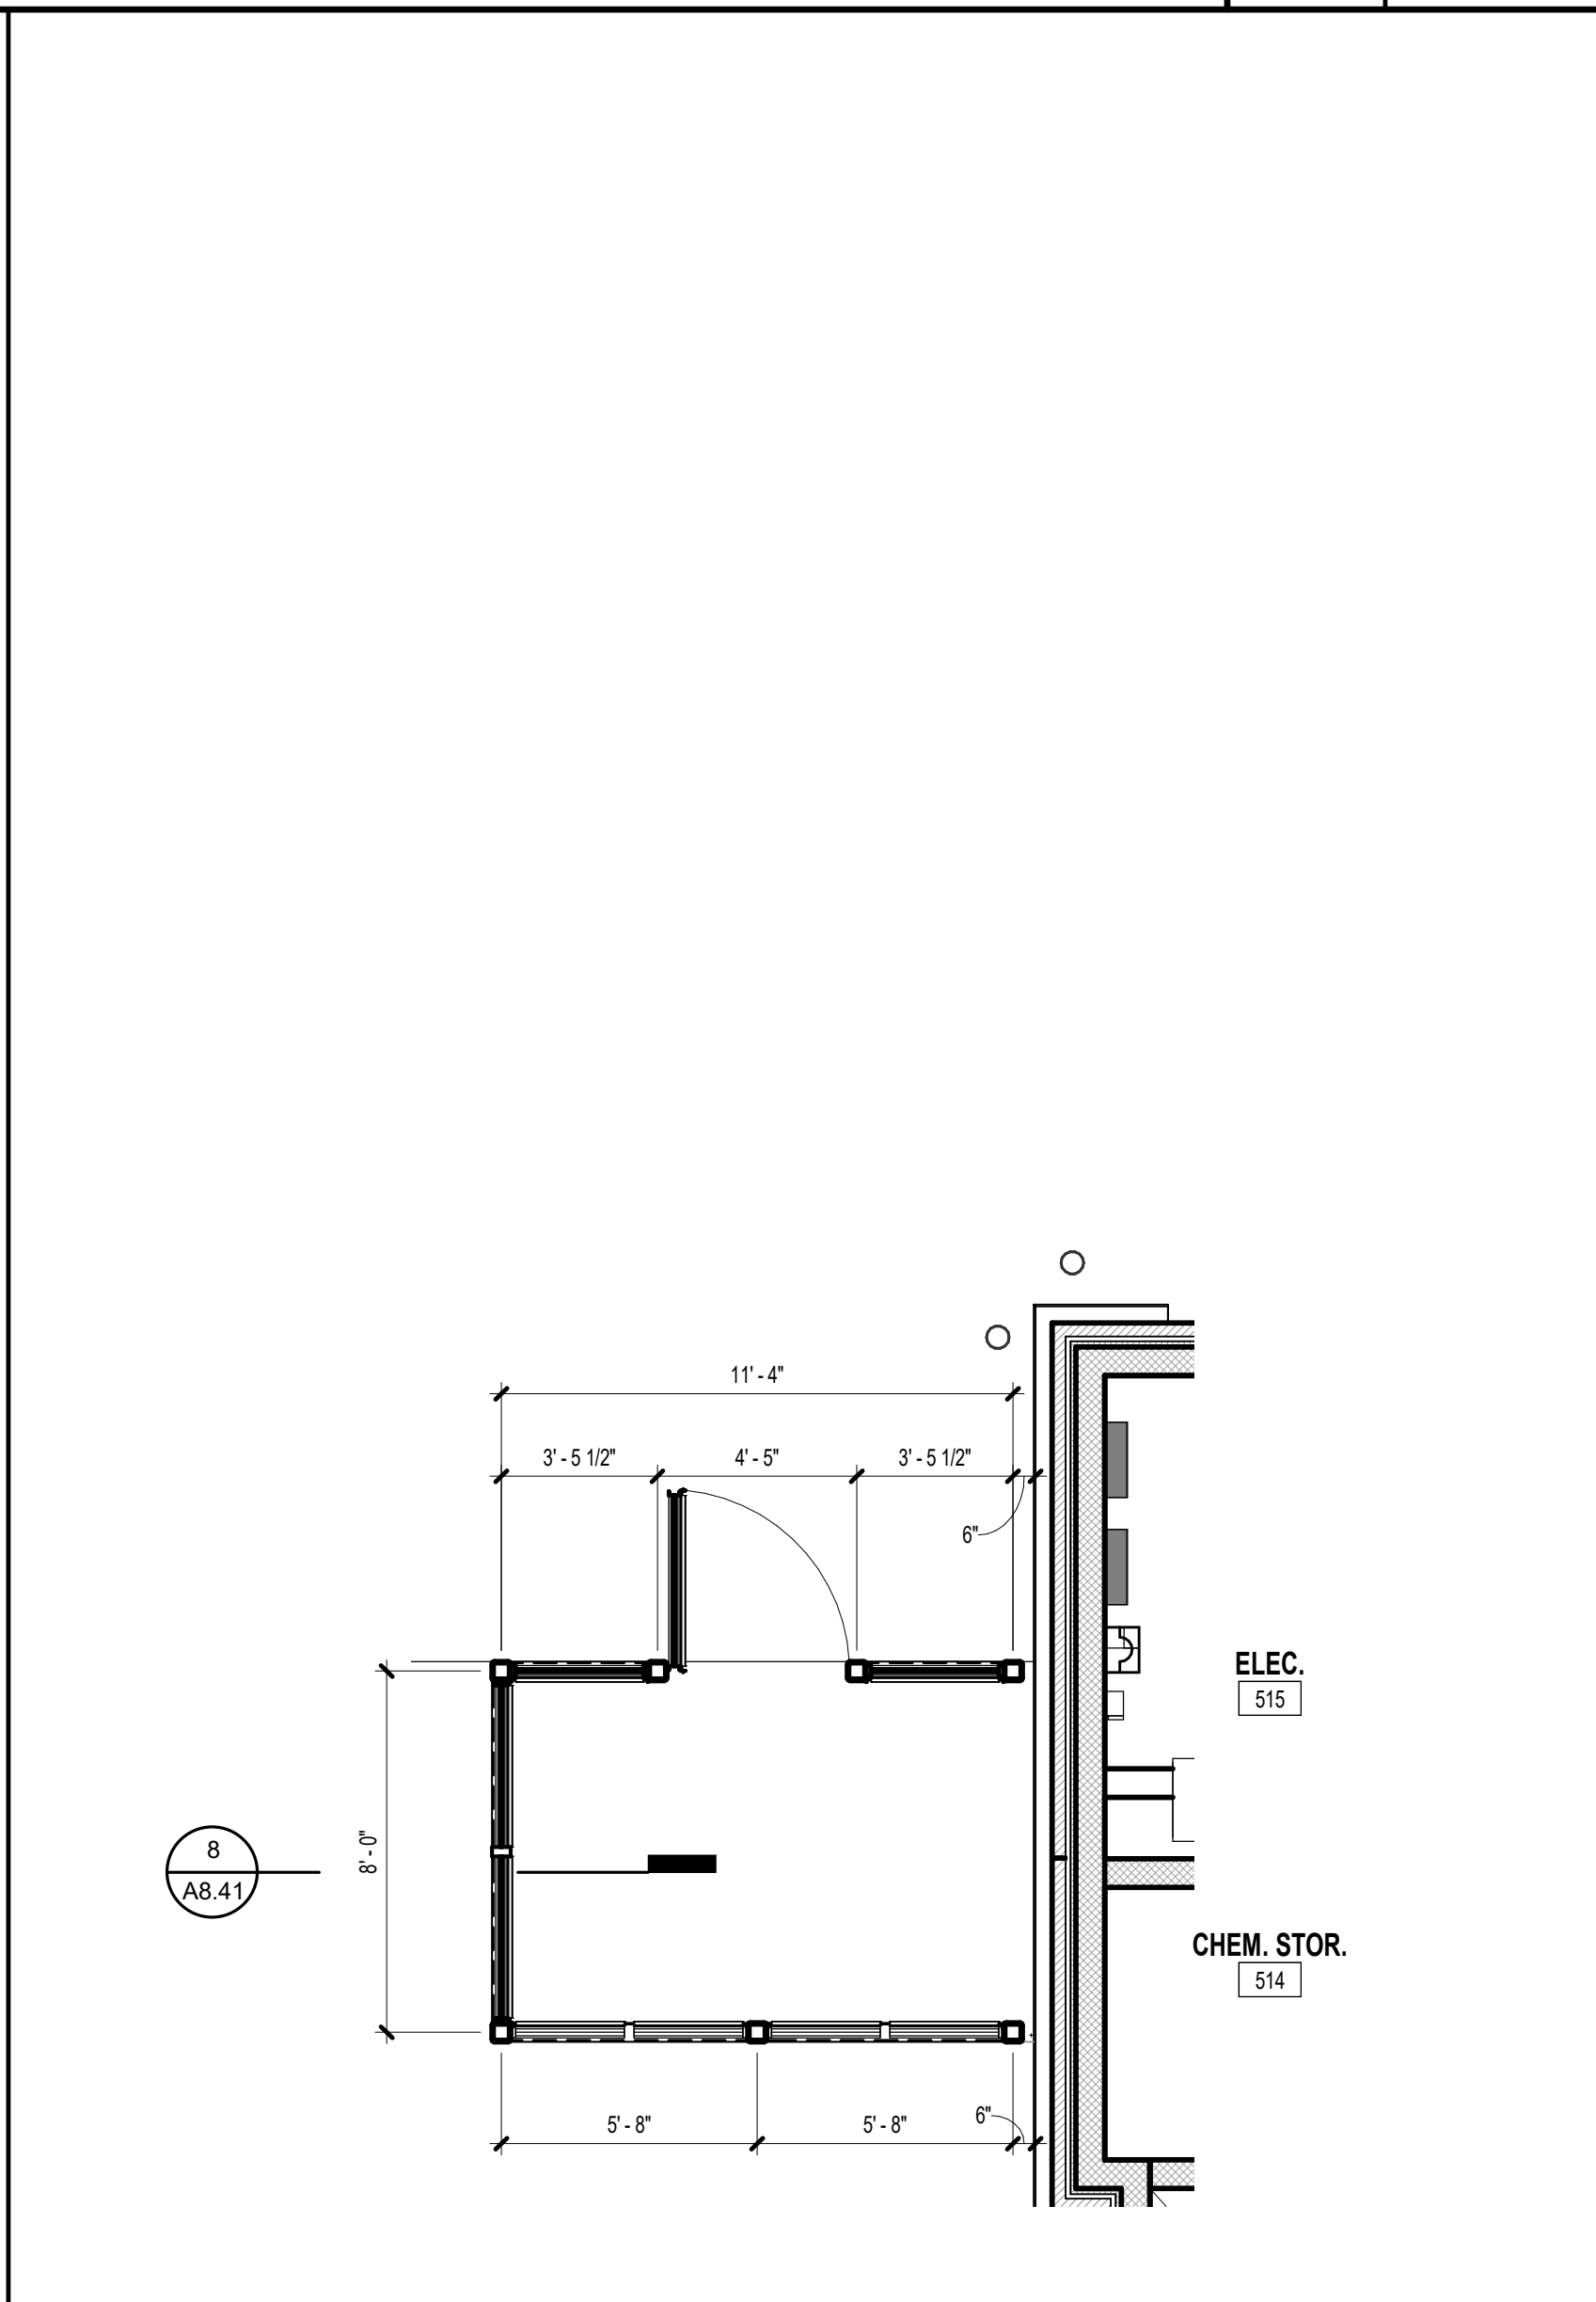 11' - 4"
3' - 5 1/2"
4' - 5"
3' - 5 1/2"
6"
ELEC.
515
8
A8.41
8' - 0"
CHEM. STOR.
514
5' - 8"
5' - 8"
6"